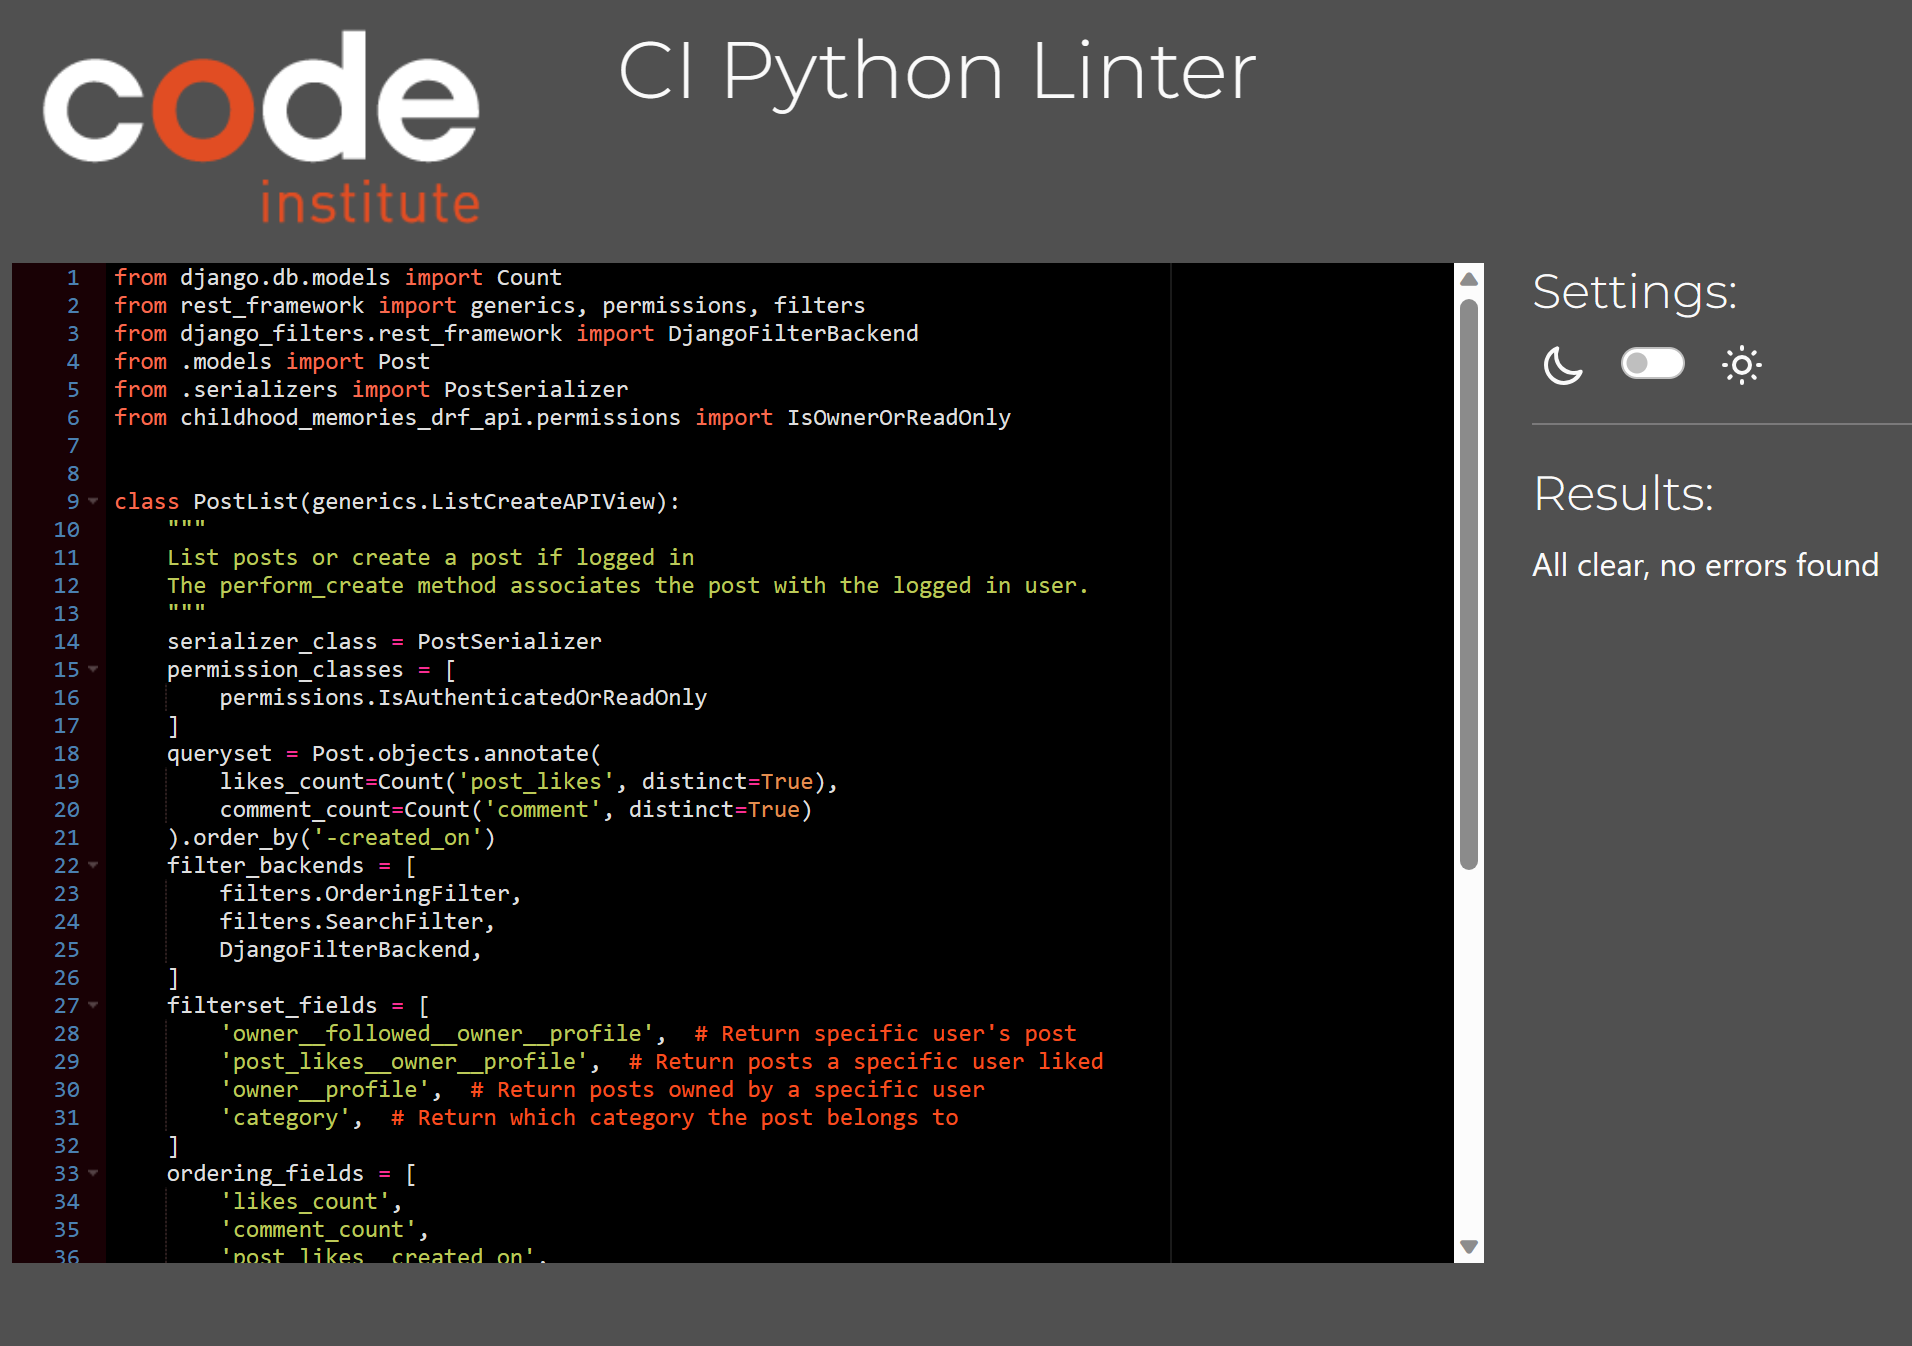 code
institute
CI Python Linter
1 from django.db.models import Count
2 from rest_framework import generics, permissions, filters
3 from django_filters.rest_framework import DjangoFilterBackend
4 from .models import Post
5 from .serializers import PostSerializer
6 from childhood_memories_drf_api.permissions import IsOwnerOrReadOnly
7
8
9 class PostList(generics.ListCreateAPIView):
10     """
11     List posts or create a post if logged in
12     The perform_create method associates the post with the logged in user.
13     """
14     serializer_class = PostSerializer
15     permission_classes = [
16         permissions.IsAuthenticatedOrReadOnly
17     ]
18     queryset = Post.objects.annotate(
19         likes_count=Count('post_likes', distinct=True),
20         comment_count=Count('comment', distinct=True)
21     ).order_by('-created_on')
22     filter_backends = [
23         filters.OrderingFilter,
24         filters.SearchFilter,
25         DjangoFilterBackend,
26     ]
27     filterset_fields = [
28         'owner__followed__owner__profile',  # Return specific user's post
29         'post_likes__owner__profile',  # Return posts a specific user liked
30         'owner__profile',  # Return posts owned by a specific user
31         'category',  # Return which category the post belongs to
32     ]
33     ordering_fields = [
34         'likes_count',
35         'comment_count',
36         'post_likes__created_on',
Settings:
Results:
All clear, no errors found